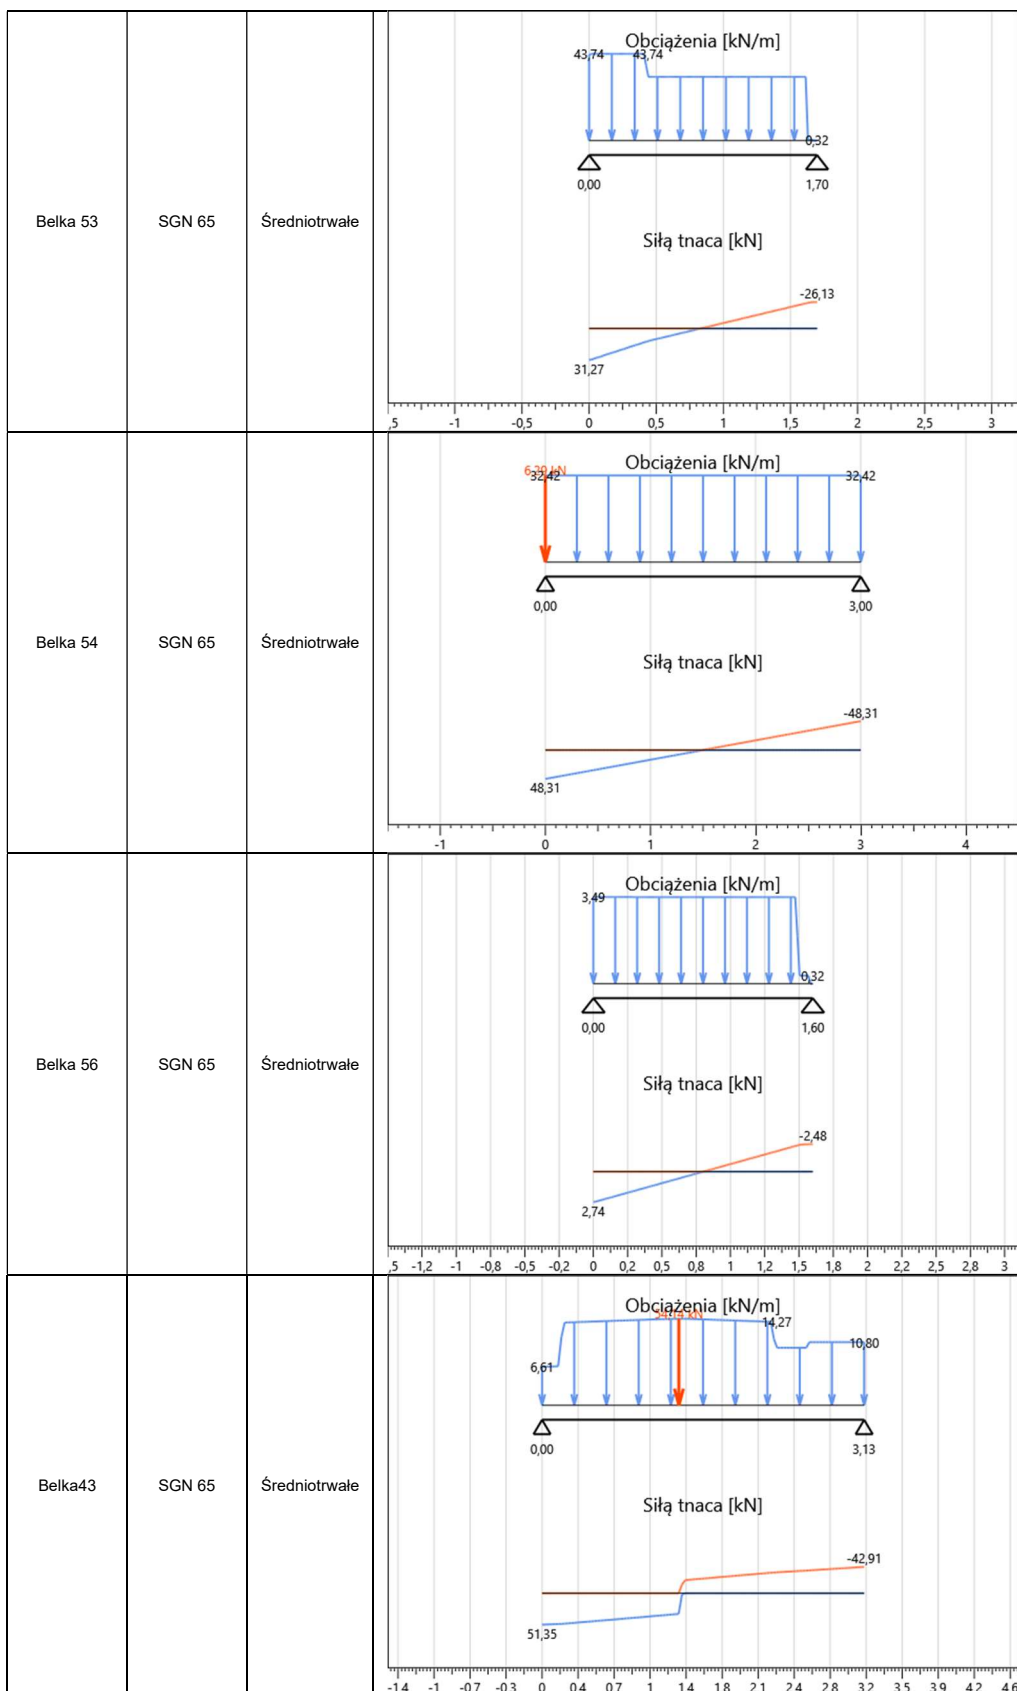 Obciążenia [kN/m]
43,74 43,74
0,32
0,00 1,70
Belka 53 SGN 65 Średniotrwałe
Siłą tnaca [kN]
-26,13
31,27
,5 -1 -0,5 0 0,5 1 1,5 2 2,5 3
Obciążenia [kN/m]
32,42 32,42
0,00 3,00
Belka 54 SGN 65 Średniotrwałe
Siłą tnaca [kN]
-48,31
48,31
-1 0 1 2 3 4
Obciążenia [kN/m]
3,49
0,32
0,00 1,60
Belka 56 SGN 65 Średniotrwałe
Siłą tnaca [kN]
-2,48
2,74
,5 -1,2 -1 -0,8 -0,5 -0,2 0 0,2 0,5 0,8 1 1,2 1,5 1,8 2 2,2 2,5 2,8 3
Obciążenia [kN/m]
14,27
10,80
6,61
0,00 3,13
Belka43 SGN 65 Średniotrwałe
Siłą tnaca [kN]
-42,91
51,35
-1,4 -1 -0,7 -0,3 0 0,4 0,7 1 1,4 1,8 2,1 2,4 2,8 3,2 3,5 3,9 4,2 4,6